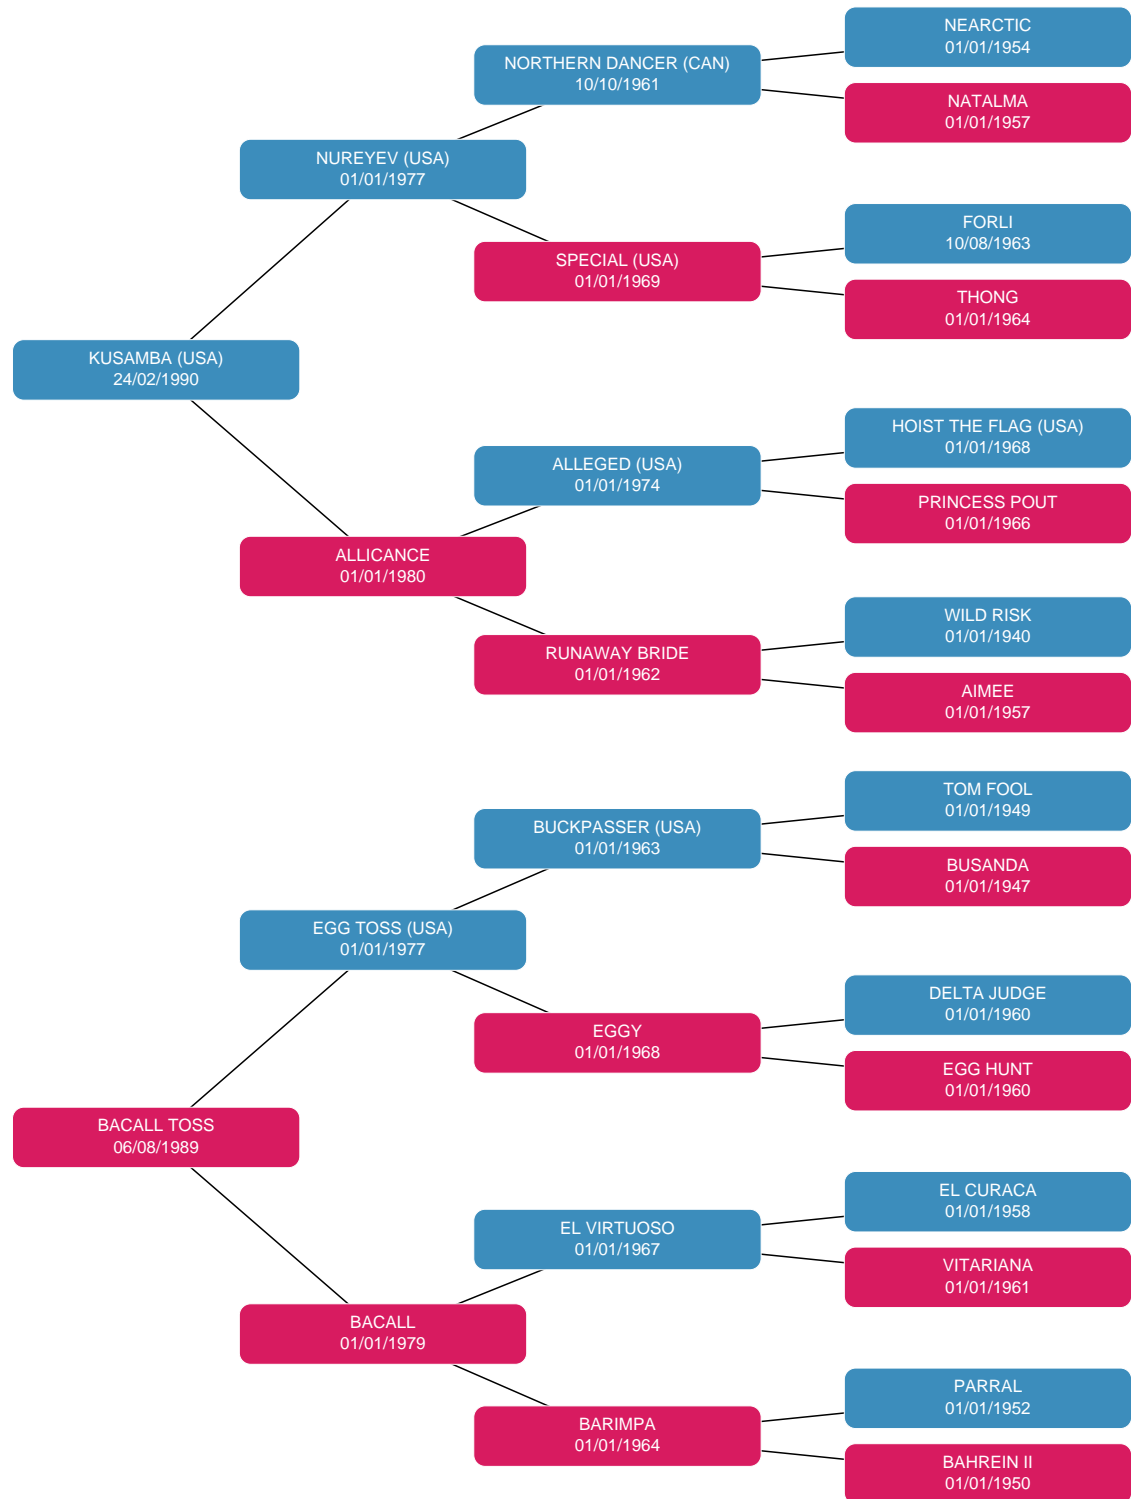 NEARCTIC
01/01/1954
NORTHERN DANCER (CAN)
10/10/1961
NATALMA
01/01/1957
NUREYEV (USA)
01/01/1977
FORLI
10/08/1963
SPECIAL (USA)
01/01/1969
THONG
01/01/1964
KUSAMBA (USA)
24/02/1990
HOIST THE FLAG (USA)
01/01/1968
ALLEGED (USA)
01/01/1974
PRINCESS POUT
01/01/1966
ALLICANCE
01/01/1980
WILD RISK
01/01/1940
RUNAWAY BRIDE
01/01/1962
AIMEE
01/01/1957
TOM FOOL
01/01/1949
BUCKPASSER (USA)
01/01/1963
BUSANDA
01/01/1947
EGG TOSS (USA)
01/01/1977
DELTA JUDGE
01/01/1960
EGGY
01/01/1968
EGG HUNT
01/01/1960
BACALL TOSS
06/08/1989
EL CURACA
01/01/1958
EL VIRTUOSO
01/01/1967
VITARIANA
01/01/1961
BACALL
01/01/1979
PARRAL
01/01/1952
BARIMPA
01/01/1964
BAHREIN II
01/01/1950